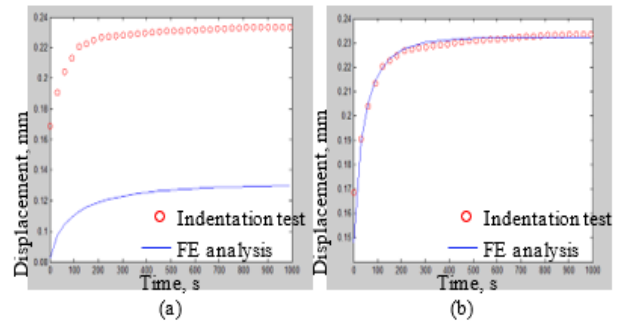 Displacement, mm
0.24
0.22
0.2
0.18
0.16
0.14
0.12
0.1
0.08
0 100 200 300 400 500 600 700 800 900 1000
Indentation test
FE analysis
Time, s
(a)
Displacement, mm
0.24
0.23
0.22
0.21
0.2
0.19
0.18
0.17
0.16
0.15
0 100 200 300 400 500 600 700 800 900 1000
Indentation test
FE analysis
Time, s
(b)